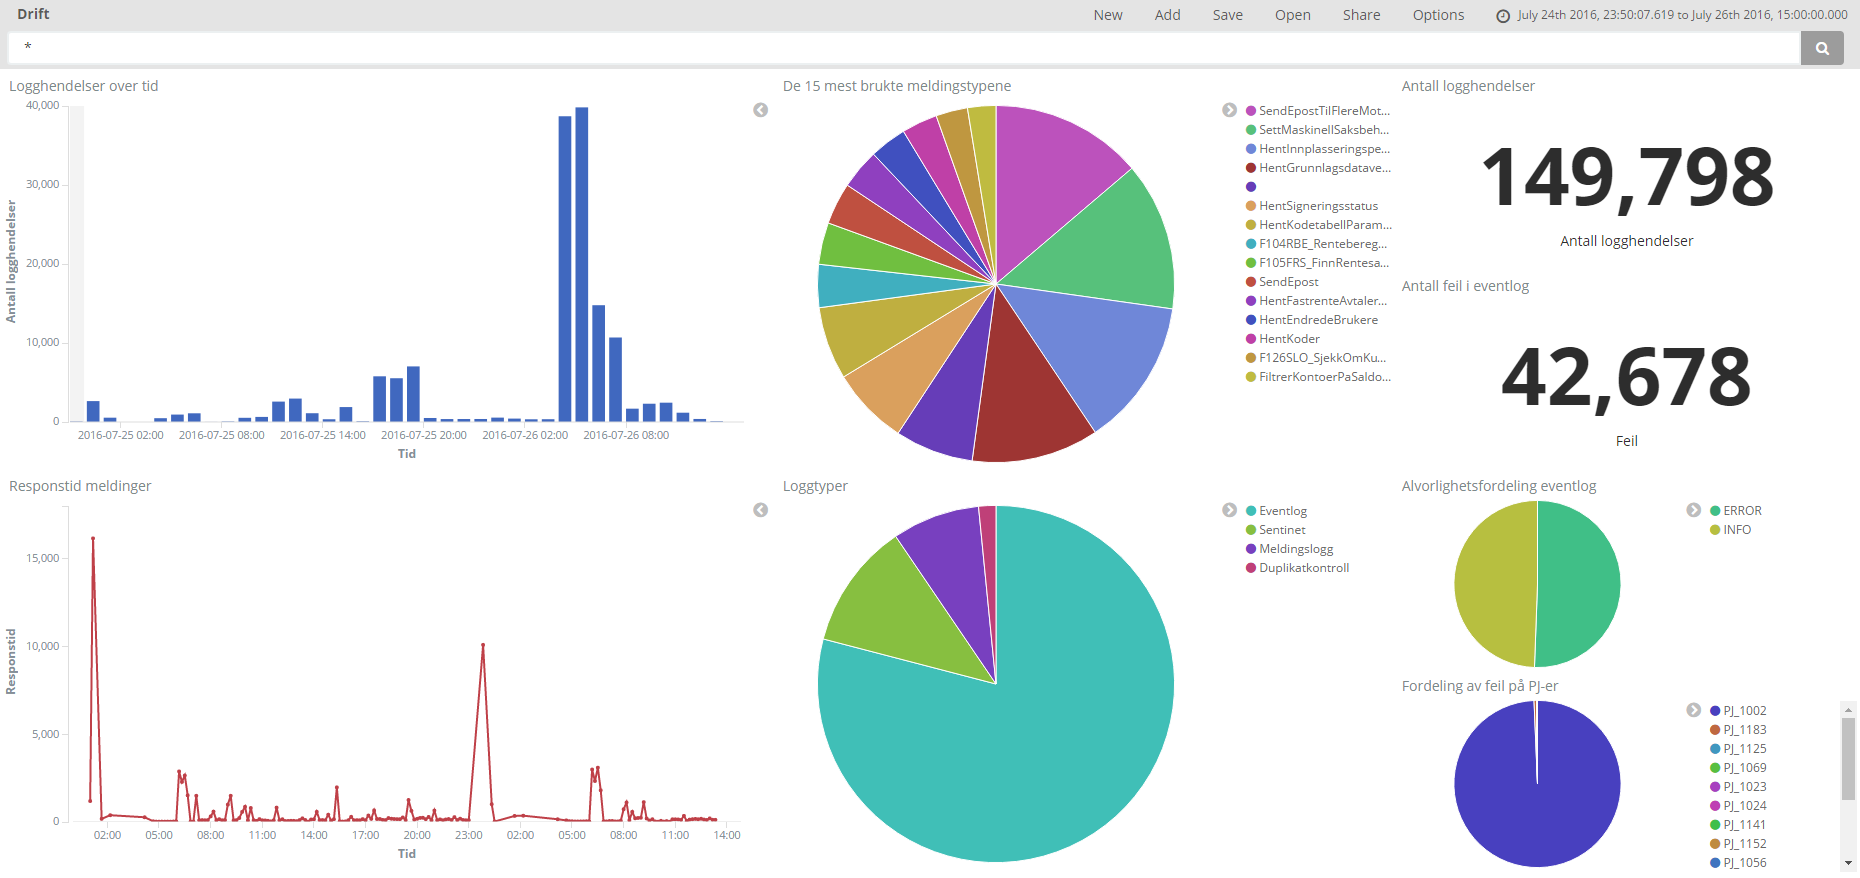 Drift
New Add Save Open Share Options July 24th 2016, 23:50:07.619 to July 26th 2016, 15:00:00.000
*
Logghendelser over tid
40,000
30,000
20,000
10,000
0
Antall logghendelser
2016-07-25 02:00 2016-07-25 08:00 2016-07-25 14:00 2016-07-25 20:00 2016-07-26 02:00 2016-07-26 08:00
Tid
De 15 mest brukte meldingstypene
SendEpostTilFlereMot...
SettMaskinellSaksbeh...
HentInnplasseringspe...
HentGrunnlagsdatave...
HentSigneringsstatus
HentKodetabellParam...
F104RBE_Rentebereg...
F105FRS_FinnRentesa...
SendEpost
HentFastrenteAvtaler...
HentEndredeBrukere
HentKoder
F126SLO_SjekkOmKu...
FiltrerKontoerPaSaldo...
Antall logghendelser
149,798
Antall logghendelser
Antall feil i eventlog
42,678
Feil
Responstid meldinger
15,000
10,000
5,000
0
Responstid
02:00 05:00 08:00 11:00 14:00 17:00 20:00 23:00 02:00 05:00 08:00 11:00 14:00
Tid
Loggtyper
Eventlog
Sentinet
Meldingslogg
Duplikatkontroll
Alvorlighetsfordeling eventlog
ERROR
INFO
Fordeling av feil på PJ-er
PJ_1002
PJ_1183
PJ_1125
PJ_1069
PJ_1023
PJ_1024
PJ_1141
PJ_1152
PJ_1056